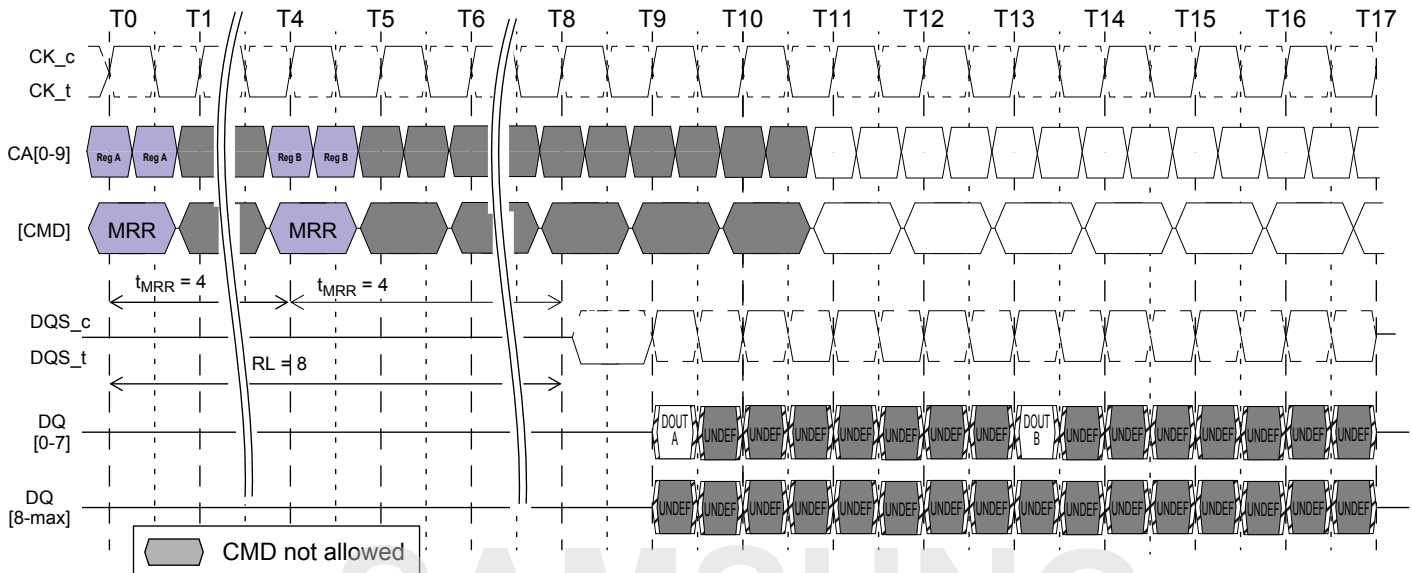 T0 T1 T4 T5 T6 T8 T9 T10 T11 T12 T13 T14 T15 T16 T17
CK_c
CK_t
CA[0-9] Reg A Reg A Reg B Reg B
[CMD] MRR MRR
tMRR = 4 tMRR = 4
DQS_c
DQS_t
RL = 8
DQ
[0-7]
DOUT A UNDEF UNDEF UNDEF UNDEF UNDEF UNDEF UNDEF DOUT B UNDEF UNDEF UNDEF UNDEF UNDEF UNDEF UNDEF
DQ
[8-max]
UNDEF UNDEF UNDEF UNDEF UNDEF UNDEF UNDEF UNDEF UNDEF UNDEF UNDEF UNDEF UNDEF UNDEF UNDEF UNDEF
CMD not allowed
SAMSUNG